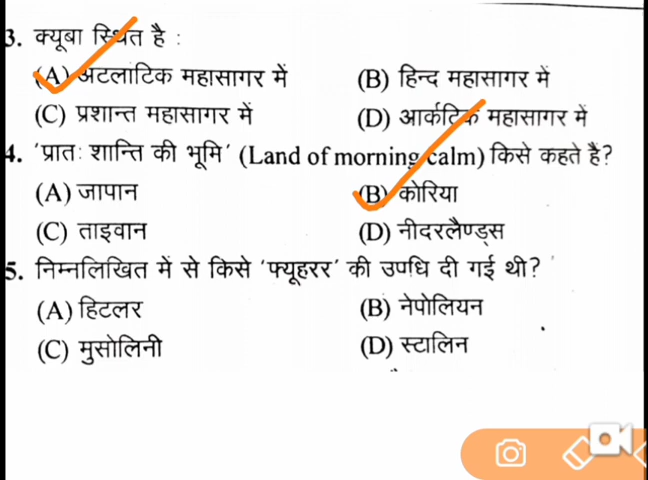 3. क्यूबा स्थित है :
(A) अटलांटिक महासागर में (B) हिन्द महासागर में
(C) प्रशान्त महासागर में (D) आर्कटिक महासागर में
4. 'प्रातः शान्ति की भूमि' (Land of morning calm) किसे कहते हैं?
(A) जापान (B) कोरिया
(C) ताइवान (D) नीदरलैण्ड्स
5. निम्नलिखित में से किसे 'फ्यूहरर' की उपधि दी गई थी?
(A) हिटलर (B) नेपोलियन
(C) मुसोलिनी (D) स्टालिन